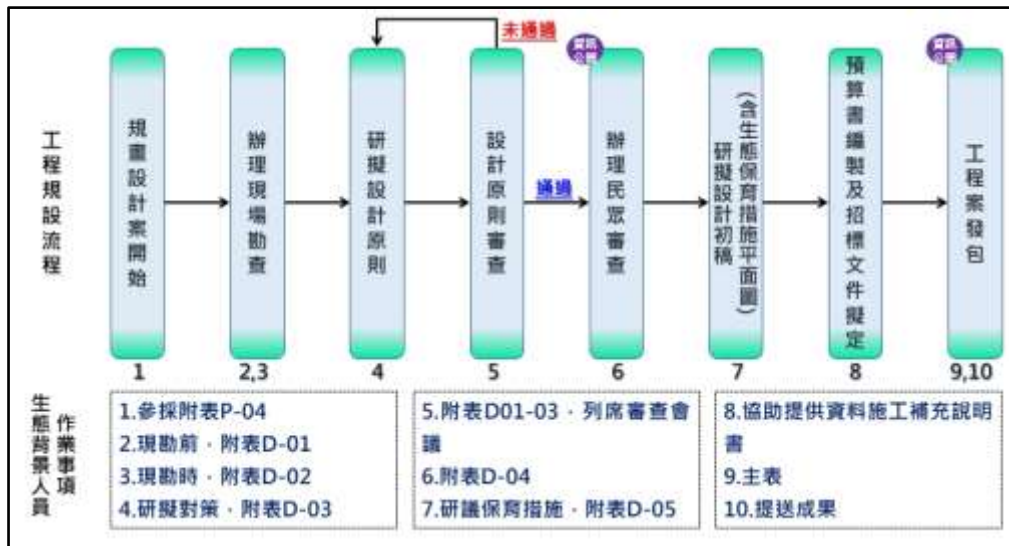 未通過
資訊公開
資訊公開
工程規設流程
規畫設計案開始
辦理現場勘查
研擬設計原則
設計原則審查
通過
辦理民眾審查
研擬設計初稿
(含生態保育措施平面圖)
預算書編製及招標文件擬定
工程案發包
1
2,3
4
5
6
7
8
9,10
生態背景人員
作業事項
1.參採附表P-04
2.現勘前，附表D-01
3.現勘時，附表D-02
4.研擬對策，附表D-03
5.附表D01-03，列席審查會
議
6.附表D-04
7.研議保育措施，附表D-05
8.協助提供資料施工補充說明
書
9.主表
10.提送成果